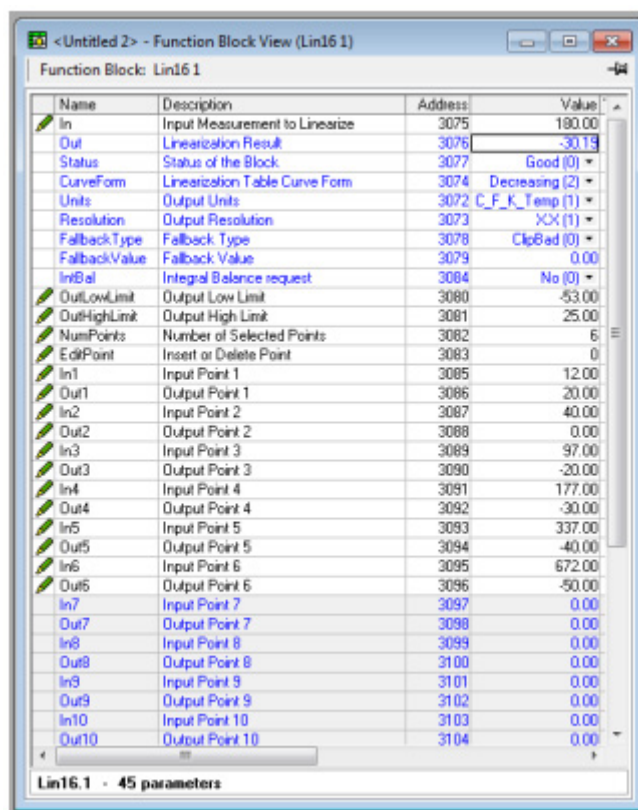 <Untitled 2> - Function Block View (Lin16 1)
Function Block: Lin16 1
Name Description Address Value
In Input Measurement to Linearize 3075 180.00
Out Linearization Result 3076 -30.19
Status Status of the Block 3077 Good (0)
CurveForm Linearization Table Curve Form 3074 Decreasing (2)
Units Output Units 3072 C_F_K_Temp (1)
Resolution Output Resolution 3073 X.X (1)
FallbackType Fallback Type 3078 ClipBad (0)
FallbackValue Fallback Value 3079 0.00
IntBal Integral Balance request 3084 No (0)
OutLowLimit Output Low Limit 3080 -53.00
OutHighLimit Output High Limit 3081 25.00
NumPoints Number of Selected Points 3082 6
EditPoint Insert or Delete Point 3083 0
In1 Input Point 1 3085 12.00
Out1 Output Point 1 3086 20.00
In2 Input Point 2 3087 40.00
Out2 Output Point 2 3088 0.00
In3 Input Point 3 3089 97.00
Out3 Output Point 3 3090 -20.00
In4 Input Point 4 3091 177.00
Out4 Output Point 4 3092 -30.00
In5 Input Point 5 3093 337.00
Out5 Output Point 5 3094 -40.00
In6 Input Point 6 3095 672.00
Out6 Output Point 6 3096 -50.00
In7 Input Point 7 3097 0.00
Out7 Output Point 7 3098 0.00
In8 Input Point 8 3099 0.00
Out8 Output Point 8 3100 0.00
In9 Input Point 9 3101 0.00
Out9 Output Point 9 3102 0.00
In10 Input Point 10 3103 0.00
Out10 Output Point 10 3104 0.00
Lin16.1 - 45 parameters